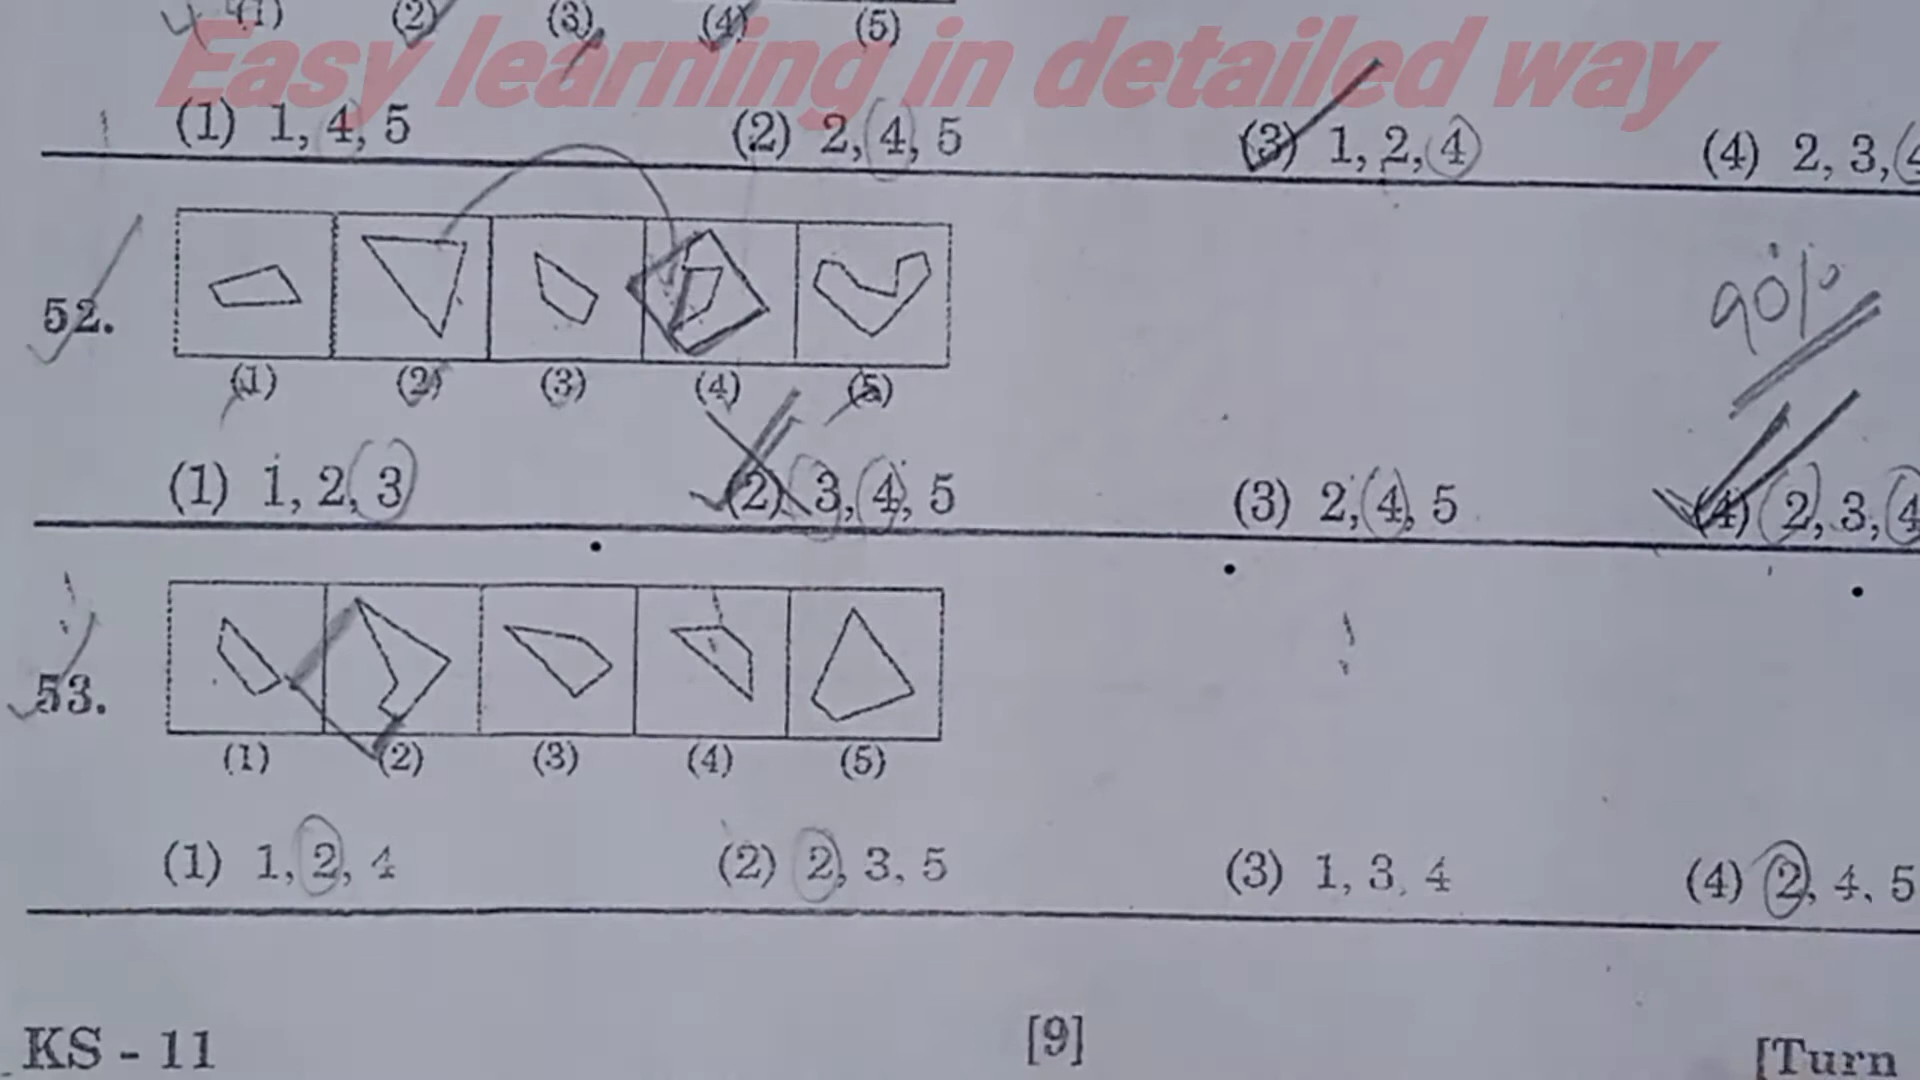 (1) (2) (3) (4) (5)
Easy learning in detailed way
(1) 1, 4, 5 (2) 2, 4, 5 (3) 1, 2, 4 (4) 2, 3, 4
52.
(1) (2) (3) (4) (5)
90%
(1) 1, 2, 3 (2) 3, 4, 5 (3) 2, 4, 5 (4) 2, 3, 4
53.
(1) (2) (3) (4) (5)
(1) 1, 2, 4 (2) 2, 3, 5 (3) 1, 3, 4 (4) 2, 4, 5
KS - 11 [9] [Turn